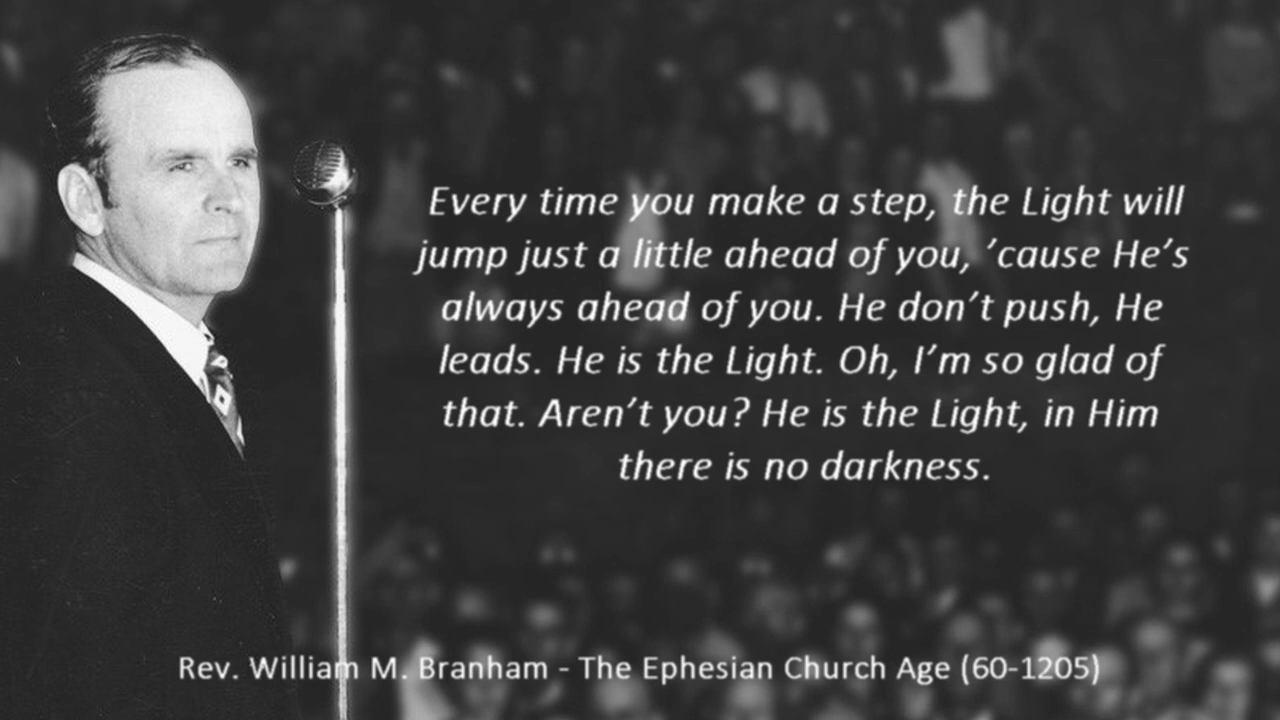 Every time you make a step, the Light will
jump just a little ahead of you, ’cause He’s
always ahead of you. He don’t push, He
leads. He is the Light. Oh, I’m so glad of
that. Aren’t you? He is the Light, in Him
there is no darkness.
Rev. William M. Branham - The Ephesian Church Age (60-1205)